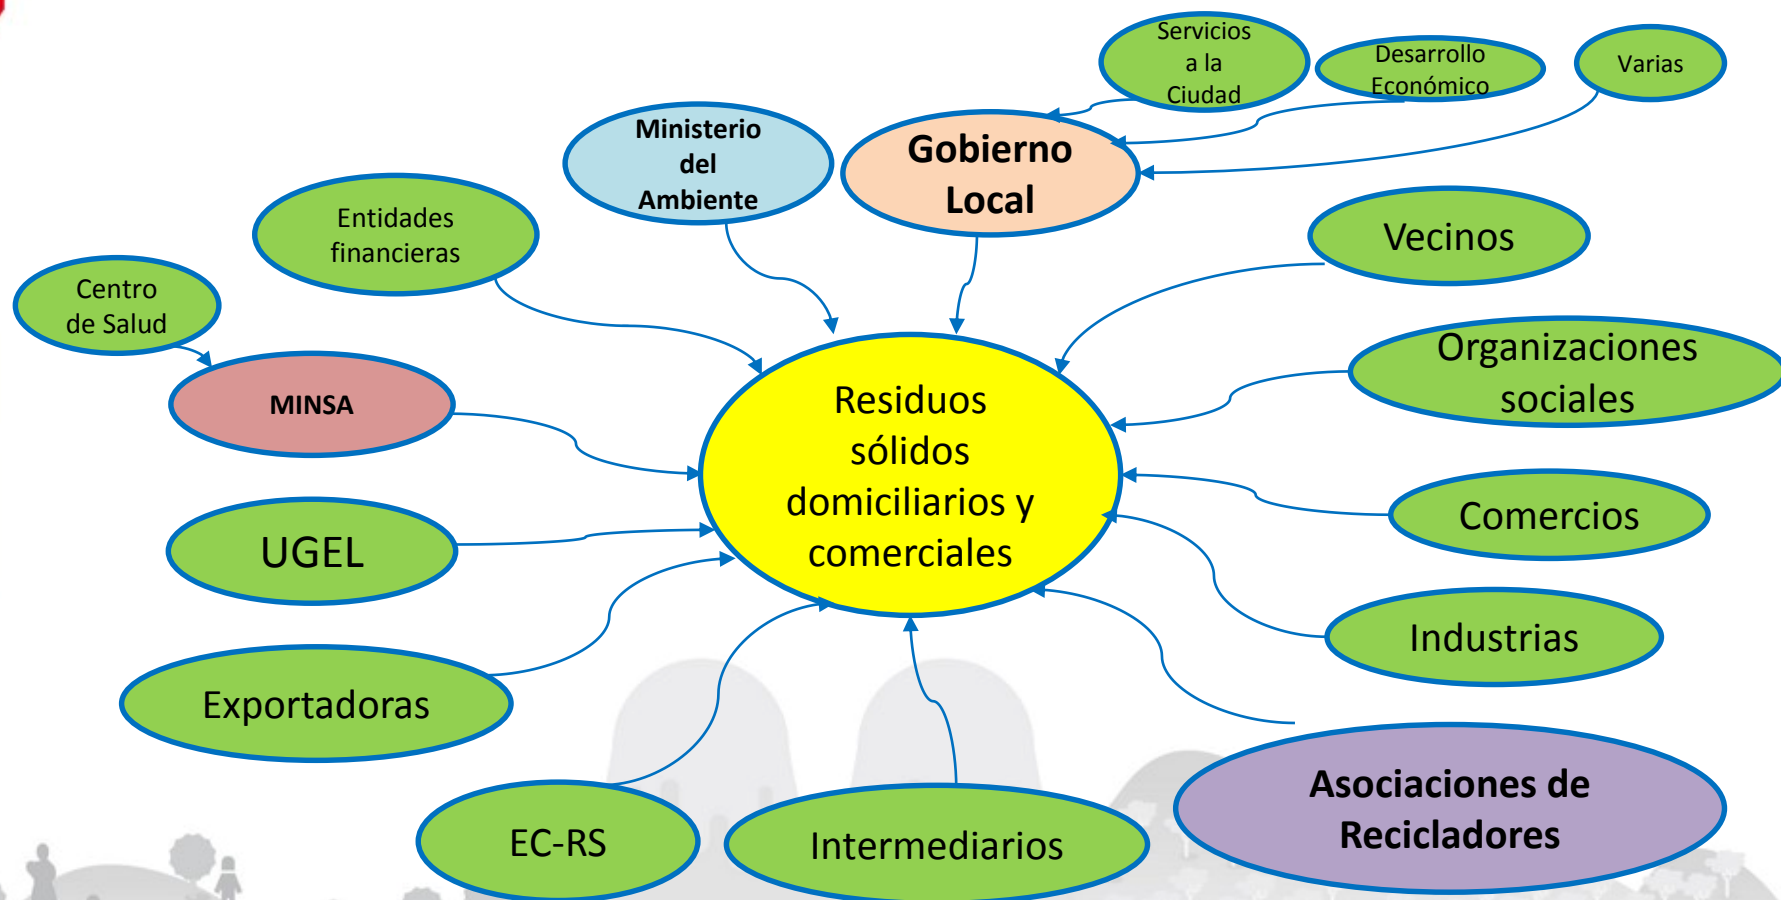 Servicios
a la
Ciudad
Desarrollo
Económico
Varias
Ministerio
del
Ambiente
Gobierno
Local
Entidades
financieras
Vecinos
Centro
de Salud
MINSA
Organizaciones
sociales
Residuos
sólidos
domiciliarios y
comerciales
UGEL
Comercios
Exportadoras
Industrias
EC-RS
Intermediarios
Asociaciones de
Recicladores